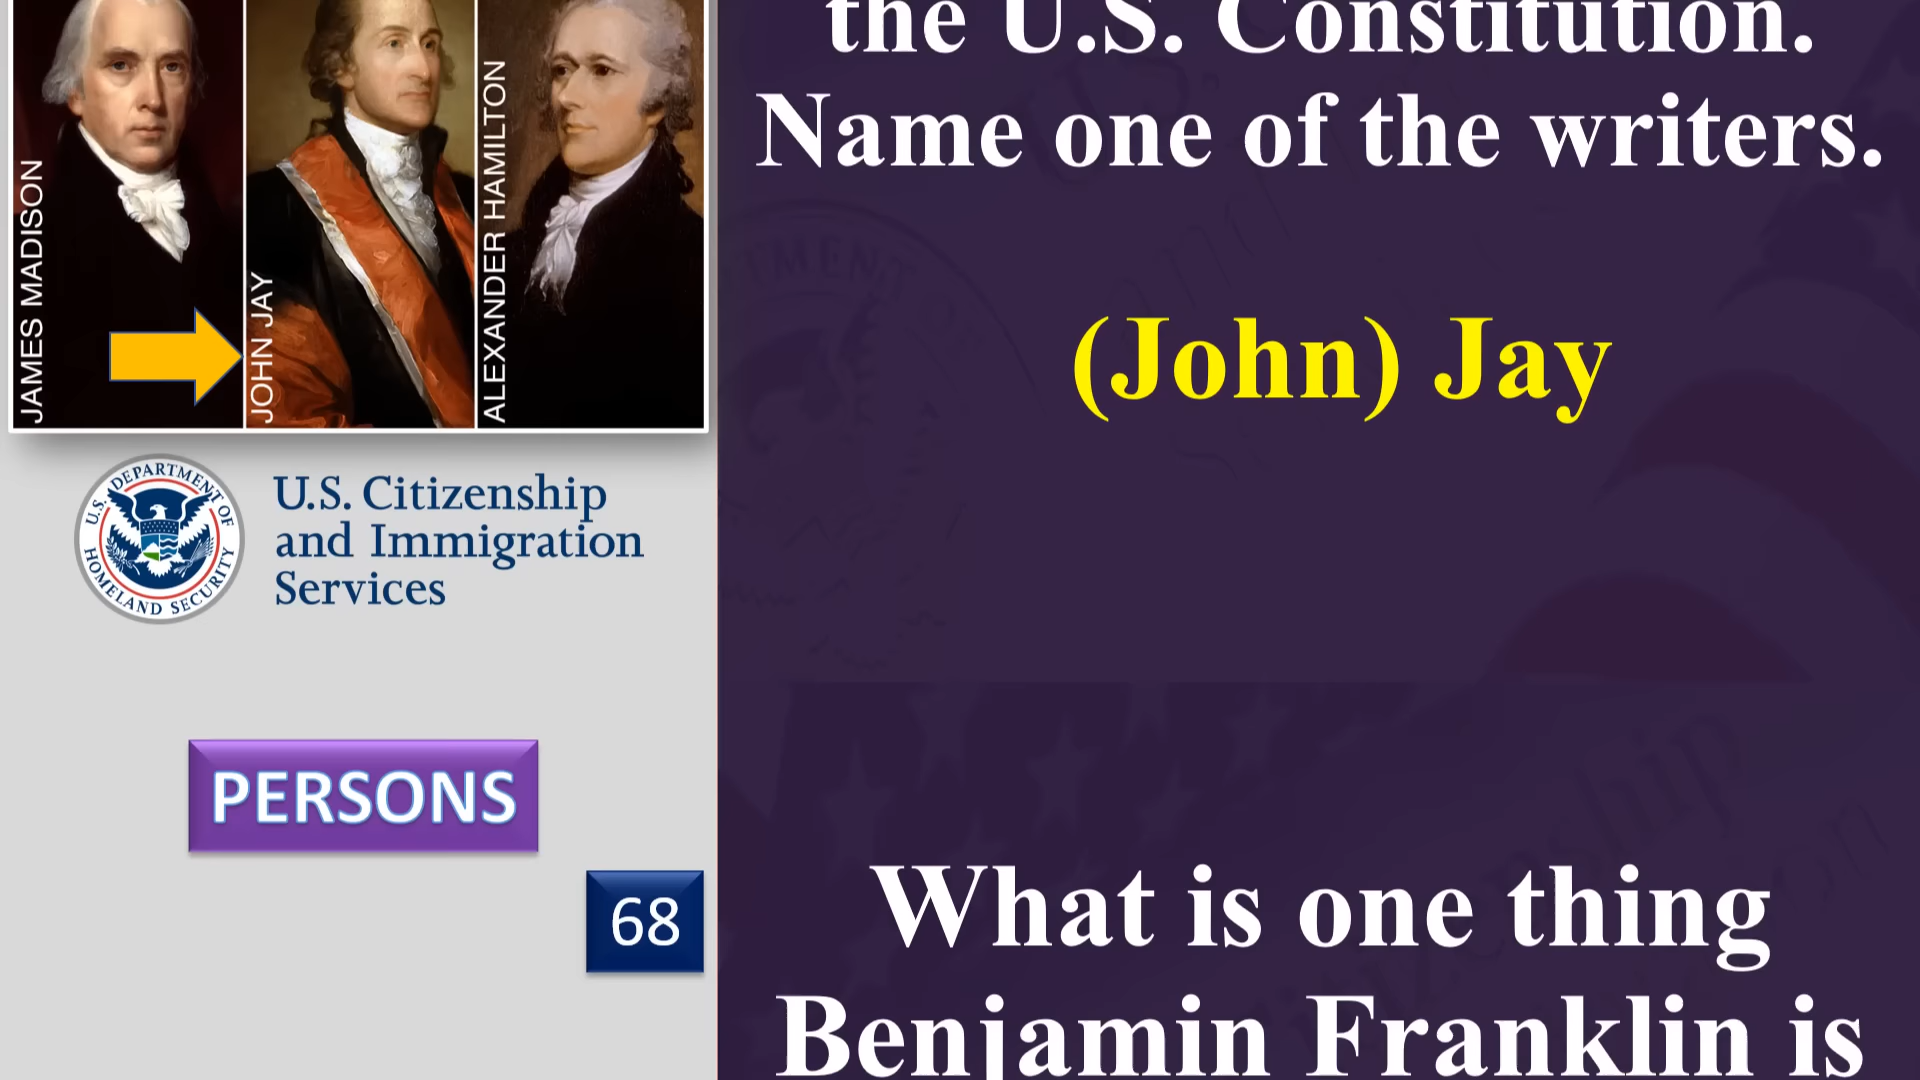 JAMES MADISON
JOHN JAY
ALEXANDER HAMILTON
U.S. DEPARTMENT OF
HOMELAND SECURITY
U.S. Citizenship
and Immigration
Services
PERSONS
68
the U.S. Constitution.
Name one of the writers.
(John) Jay
What is one thing
Benjamin Franklin is